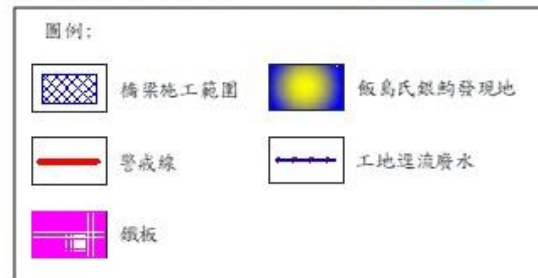 圖例:
橋梁施工範圍
飯島氏銀鮈發現地
警戒線
工地逕流廢水
鐵板